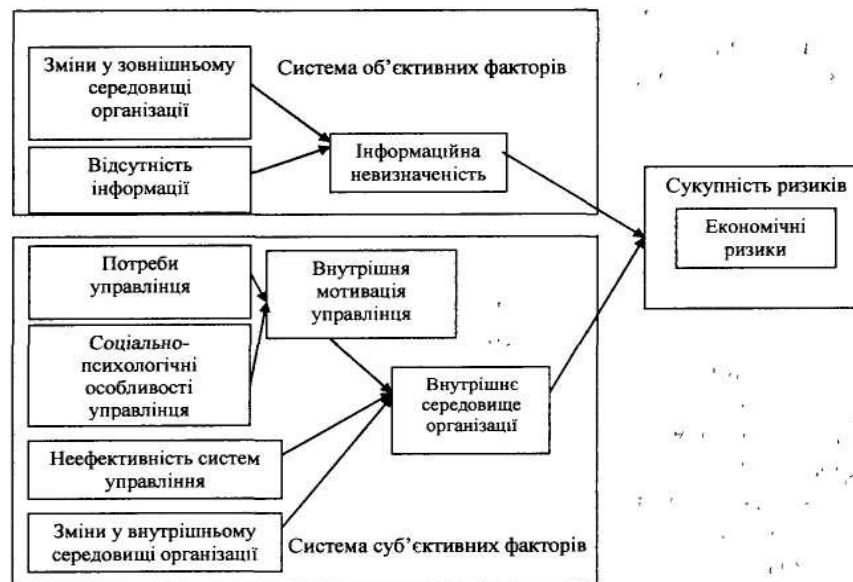 Зміни у зовнішньому
середовищі
організації
Система об’єктивних факторів
Відсутність
інформації
Інформаційна
невизначеність
Сукупність ризиків
Економічні
ризики
Потреби
управлінця
Внутрішня
мотивація
управлінця
Соціально-
психологічні
особливості
управлінця
Внутрішнє
середовище
організації
Неефективність систем
управління
Зміни у внутрішньому
середовищі організації
Система суб’єктивних факторів